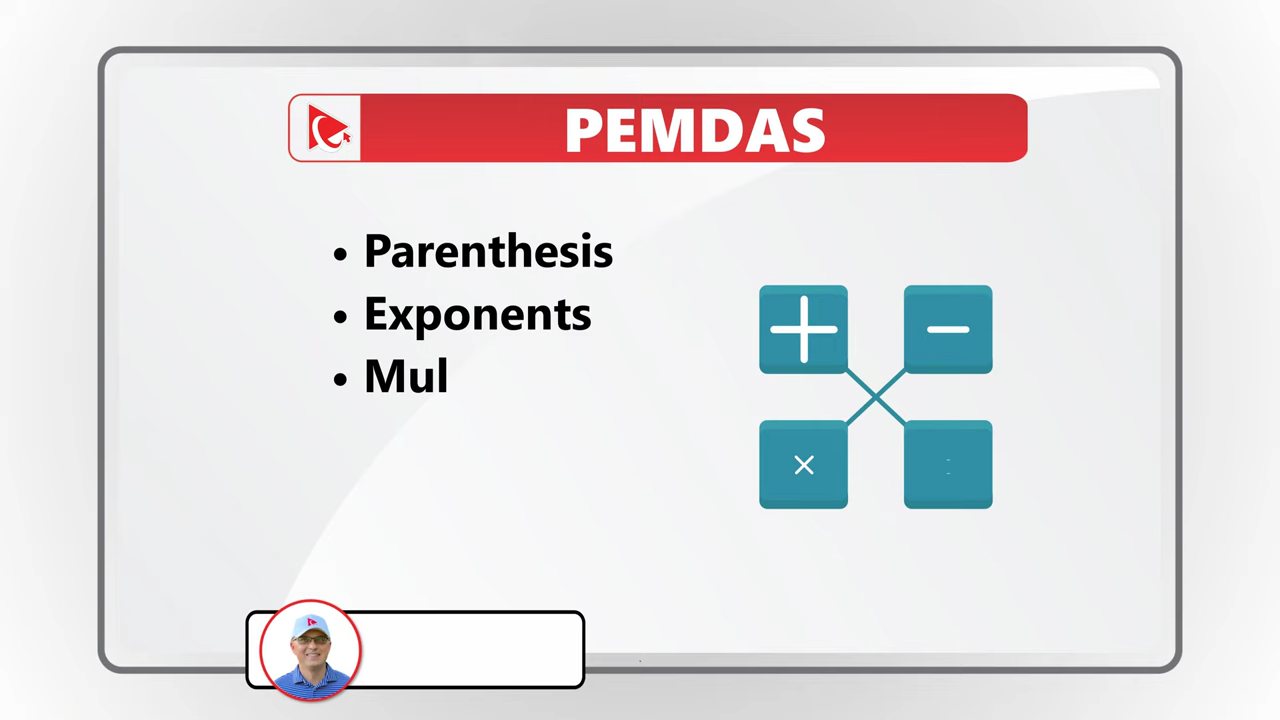 PEMDAS
• Parenthesis
• Exponents
• Mul
+ −
×